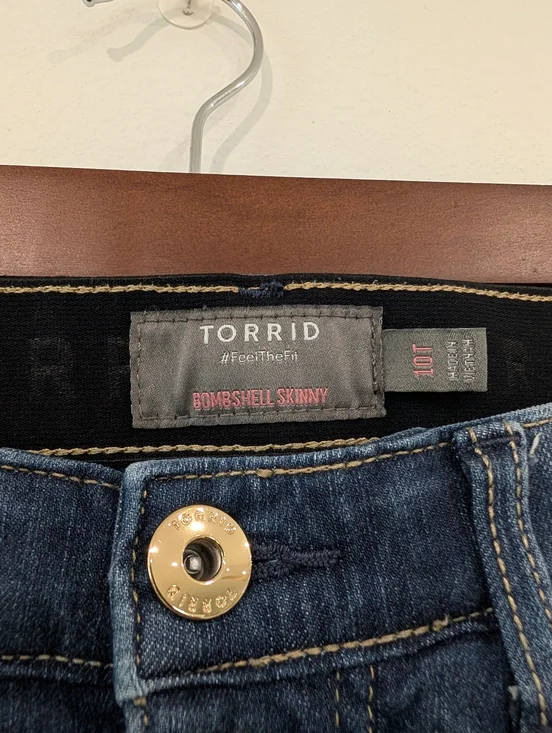 TORRID
#FeelTheFit
BOMBSHELL SKINNY
10T
MADE IN
VIETNAM
TORRID
TORRID